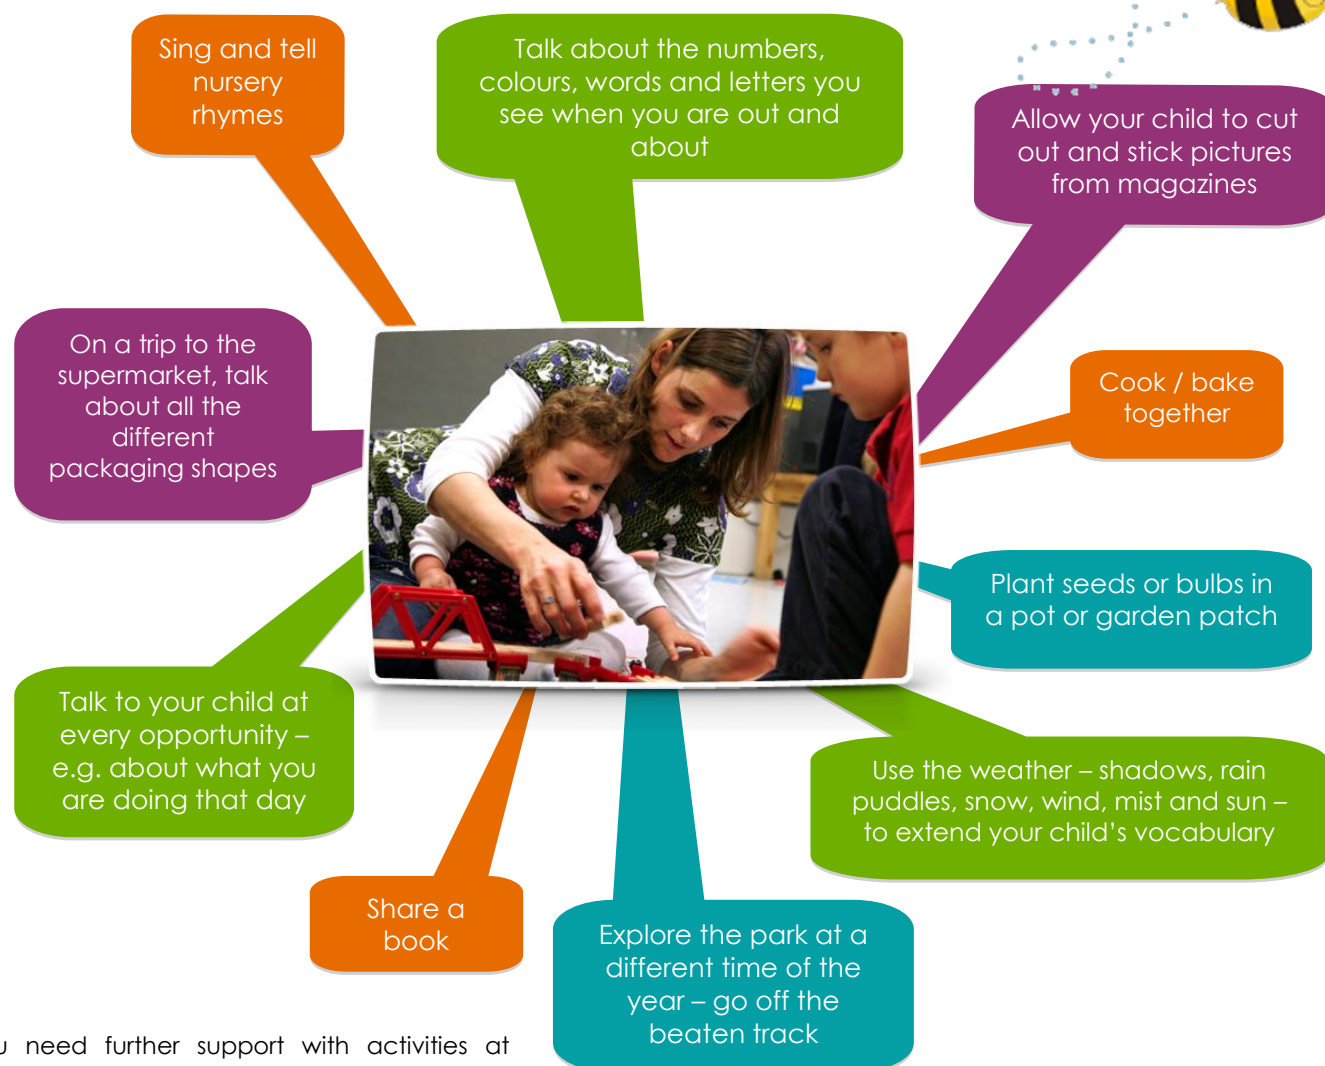 Sing and tell
nursery
rhymes
Talk about the numbers,
colours, words and letters you
see when you are out and
about
Allow your child to cut
out and stick pictures
from magazines
On a trip to the
supermarket, talk
about all the
different
packaging shapes
Cook / bake
together
Plant seeds or bulbs in
a pot or garden patch
Talk to your child at
every opportunity –
e.g. about what you
are doing that day
Use the weather – shadows, rain
puddles, snow, wind, mist and sun –
to extend your child’s vocabulary
Share a
book
Explore the park at a
different time of the
year – go off the
beaten track
need further support with activities at